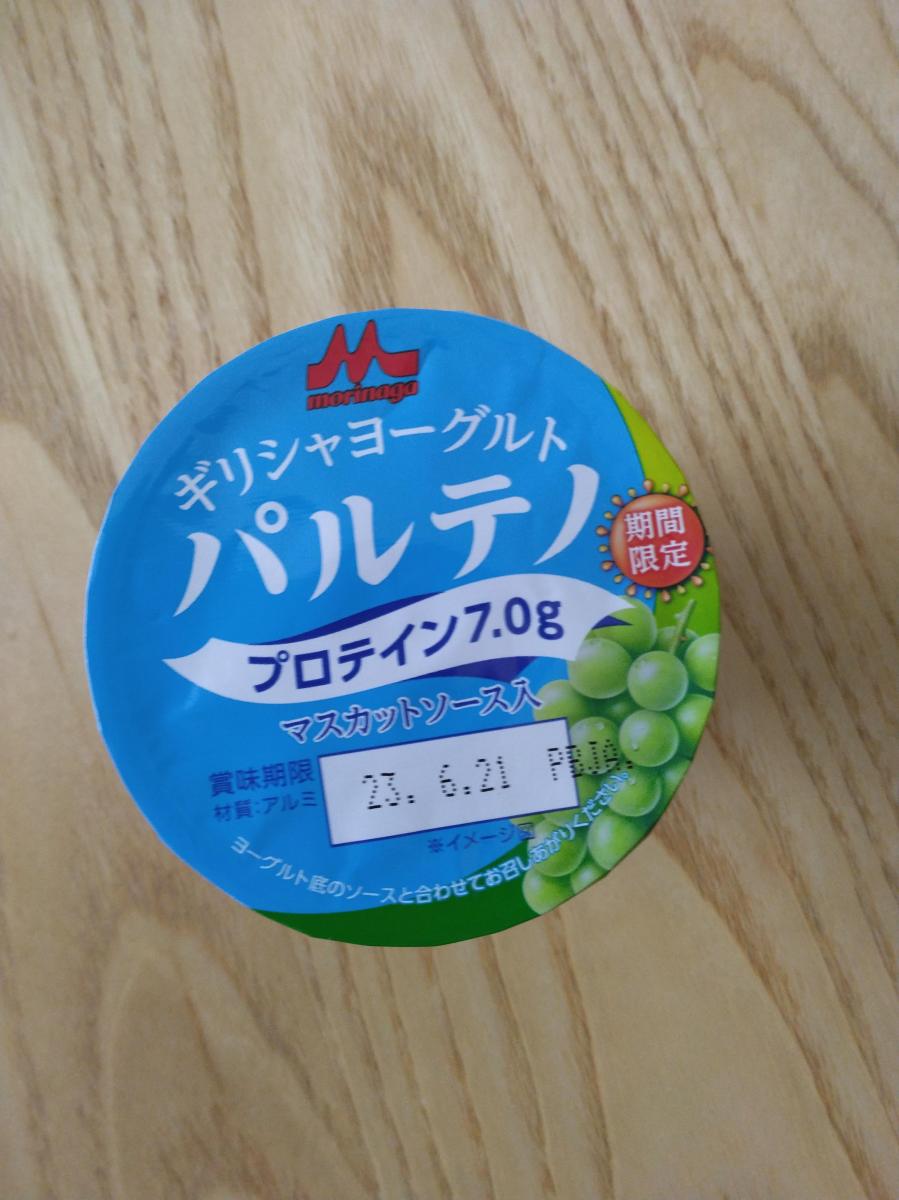 morinaga
ギリシャヨーグルト
パルテノ
期間
限定
プロテイン7.0g
マスカットソース入
賞味期限
材質:アルミ
23. 6.21 PBJA.
※イメージ図
ヨーグルト底のソースと合わせてお召しあがりください。